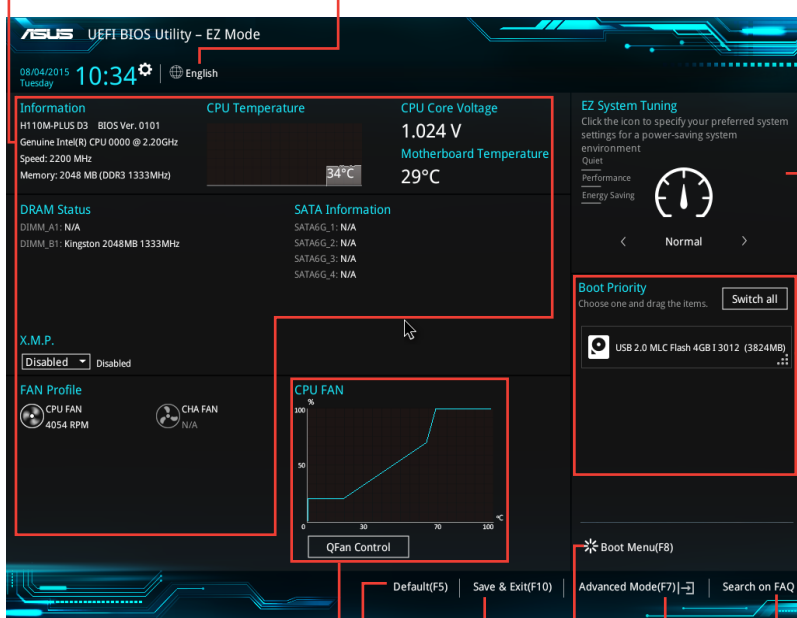 ASUS UEFI BIOS Utility – EZ Mode
08/04/2015
Tuesday
10:34
English
Information
H110M-PLUS D3 BIOS Ver. 0101
Genuine Intel(R) CPU 0000 @ 2.20GHz
Speed: 2200 MHz
Memory: 2048 MB (DDR3 1333MHz)
CPU Temperature
34°C
CPU Core Voltage
1.024 V
Motherboard Temperature
29°C
EZ System Tuning
Click the icon to specify your preferred system
settings for a power-saving system
environment
Quiet
Performance
Energy Saving
< Normal >
DRAM Status
DIMM_A1: N/A
DIMM_B1: Kingston 2048MB 1333MHz
SATA Information
SATA6G_1: N/A
SATA6G_2: N/A
SATA6G_3: N/A
SATA6G_4: N/A
Boot Priority
Choose one and drag the items.
Switch all
USB 2.0 MLC Flash 4GB I 3012 (3824MB)
X.M.P.
Disabled Disabled
FAN Profile
CPU FAN
4054 RPM
CHA FAN
N/A
CPU FAN
%
100
50
°C
0 30 70 100
QFan Control
Boot Menu(F8)
Default(F5) Save & Exit(F10) Advanced Mode(F7) Search on FAQ